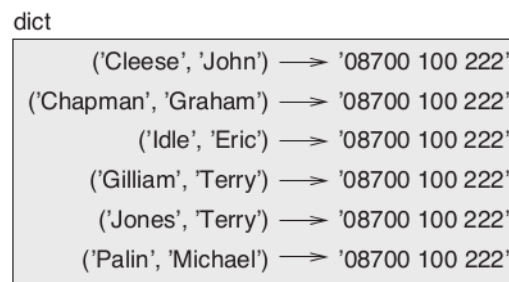 dict
('Cleese', 'John') → '08700 100 222'
('Chapman', 'Graham') → '08700 100 222'
('Idle', 'Eric') → '08700 100 222'
('Gilliam', 'Terry') → '08700 100 222'
('Jones', 'Terry') → '08700 100 222'
('Palin', 'Michael') → '08700 100 222'